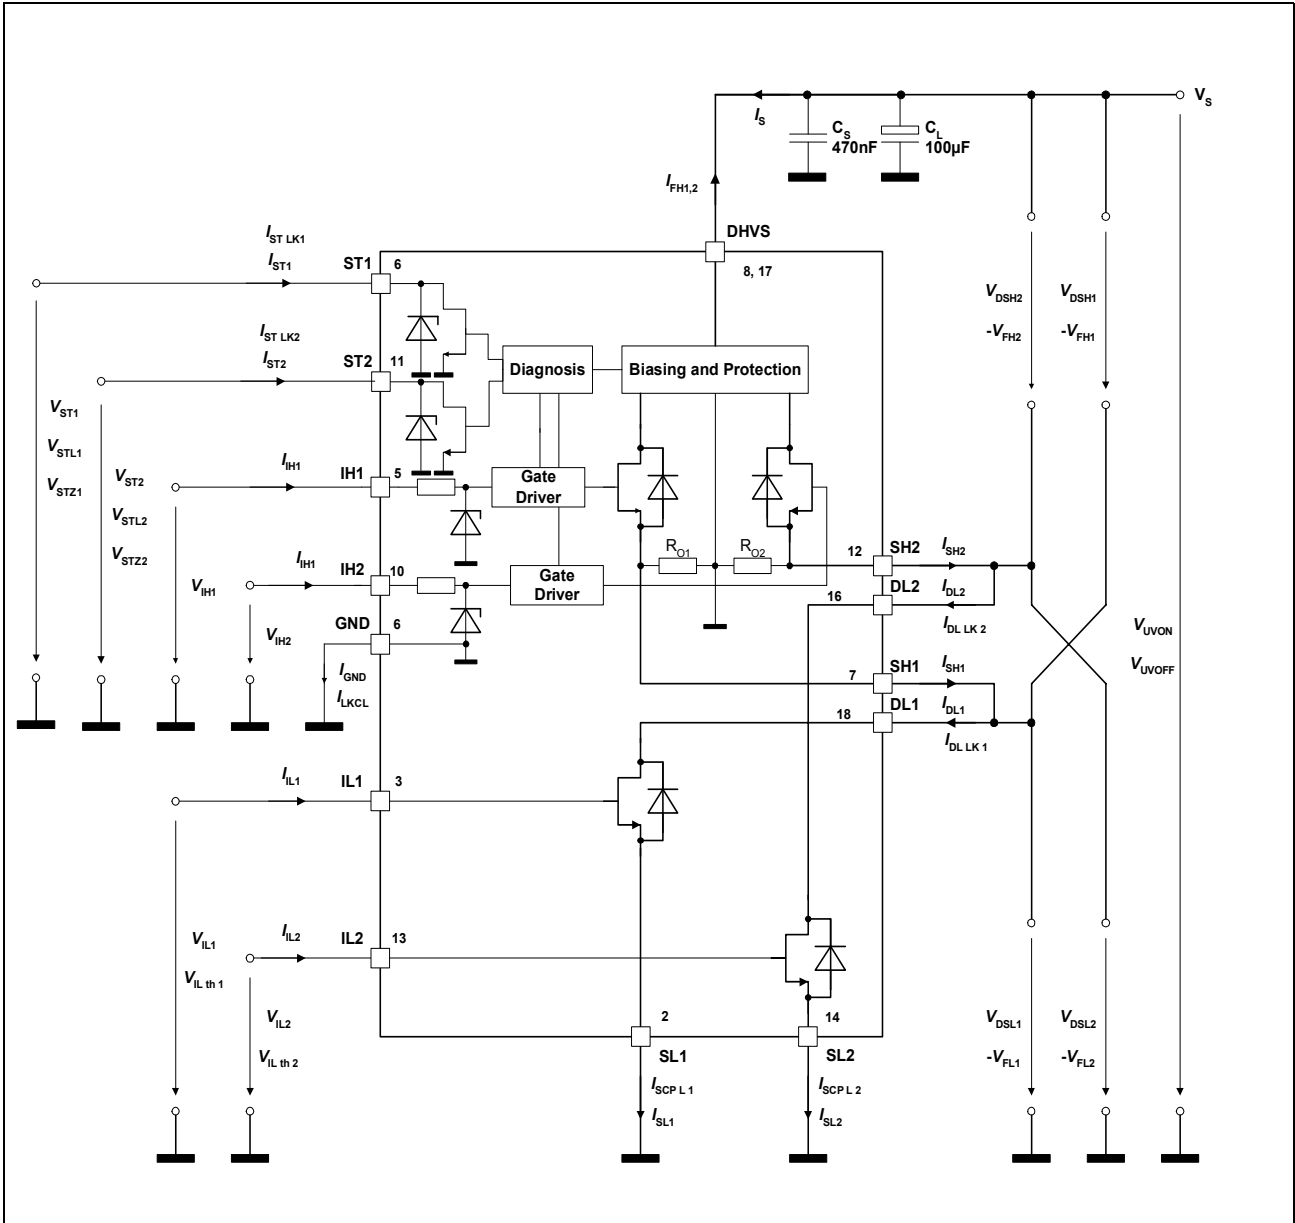 V_S
I_S
C_S
470nF
C_L
100µF
I_FH1,2
DHVS
8, 17
I_ST LK1
I_ST1
ST1
6
I_ST LK2
I_ST2
ST2
11
V_DSH2
-V_FH2
V_DSH1
-V_FH1
Diagnosis
Biasing and Protection
V_ST1
V_STL1
V_STZ1
V_ST2
V_STL2
V_STZ2
I_IH1
IH1
5
Gate
Driver
R_O1
R_O2
12
SH2
I_SH2
I_IH1
IH2
10
Gate
Driver
16
DL2
I_DL2
I_DL LK 2
V_IH1
V_IH2
GND
6
I_GND
I_LKCL
V_UVON
V_UVOFF
7
SH1
I_SH1
18
DL1
I_DL1
I_DL LK 1
I_IL1
IL1
3
V_IL1
V_IL th 1
I_IL2
IL2
13
V_IL2
V_IL th 2
2
SL1
14
SL2
V_DSL1
-V_FL1
V_DSL2
-V_FL2
I_SCP L 1
I_SL1
I_SCP L 2
I_SL2